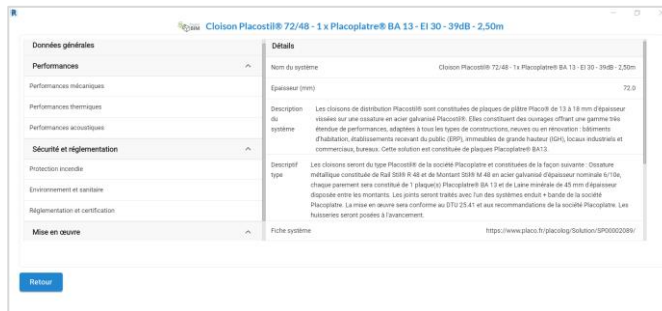 Cloison Placostil® 72/48 - 1 x Placoplatre® BA 13 - EI 30 - 39dB - 2,50m
Données générales
Performances
Performances mécaniques
Performances thermiques
Performances acoustiques
Sécurité et réglementation
Protection incendie
Environnement et sanitaire
Réglementation et certification
Mise en œuvre
Détails
Nom du système
Cloison Placostil® 72/48 - 1x Placoplatre® BA 13 - EI 30 - 39dB - 2,50m
Epaisseur (mm)
72.0
Description
du
système
Les cloisons de distribution Placostil® sont constituées de plaques de plâtre Placo® de 13 à 18 mm d'épaisseur
vissées sur une ossature en acier galvanisé Placostil®. Elles constituent des ouvrages offrant une gamme très
étendue de performances, adaptées à tous les types de constructions, neuves ou en rénovation : bâtiments
d'habitation, établissements recevant du public (ERP), immeubles de grande hauteur (IGH), locaux industriels et
commerciaux, bureaux. Cette solution est constituée de plaques Placoplatre® BA13.
Descriptif
type
Les cloisons seront du type Placostil® de la société Placoplatre et constituées de la façon suivante : Ossature
métallique constituée de Rail Stil® R 48 et de Montant Stil® M 48 en acier galvanisé d'épaisseur nominale 6/10e,
chaque parement sera constitué de 1 plaque(s) Placoplatre® BA 13 et de Laine minérale de 45 mm d'épaisseur
disposée entre les montants. Les joints seront traités avec l'un des systèmes enduit + bande de la société
Placoplatre. La mise en œuvre sera conforme au DTU 25.41 et aux recommandations de la société Placoplatre. Les
huisseries seront posées à l'avancement.
Fiche système
https://www.placo.fr/placolog/Solution/SP00002089/
Retour